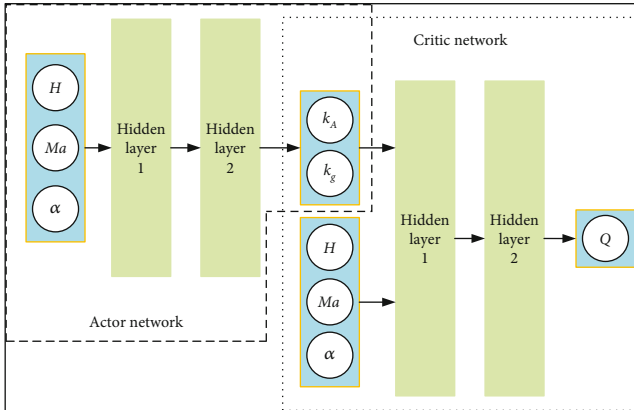 Critic network
H
Ma
α
Hidden
layer
1
Hidden
layer
2
k_A
k_g
H
Ma
α
Hidden
layer
1
Hidden
layer
2
Q
Actor network